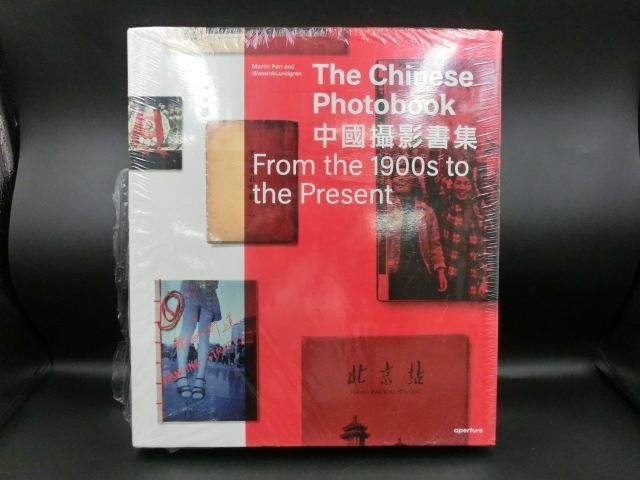 Martin Parr and
WassinkLundgren
The Chinese
Photobook
中國攝影書集
From the 1900s to
the Present
北京站
aperture